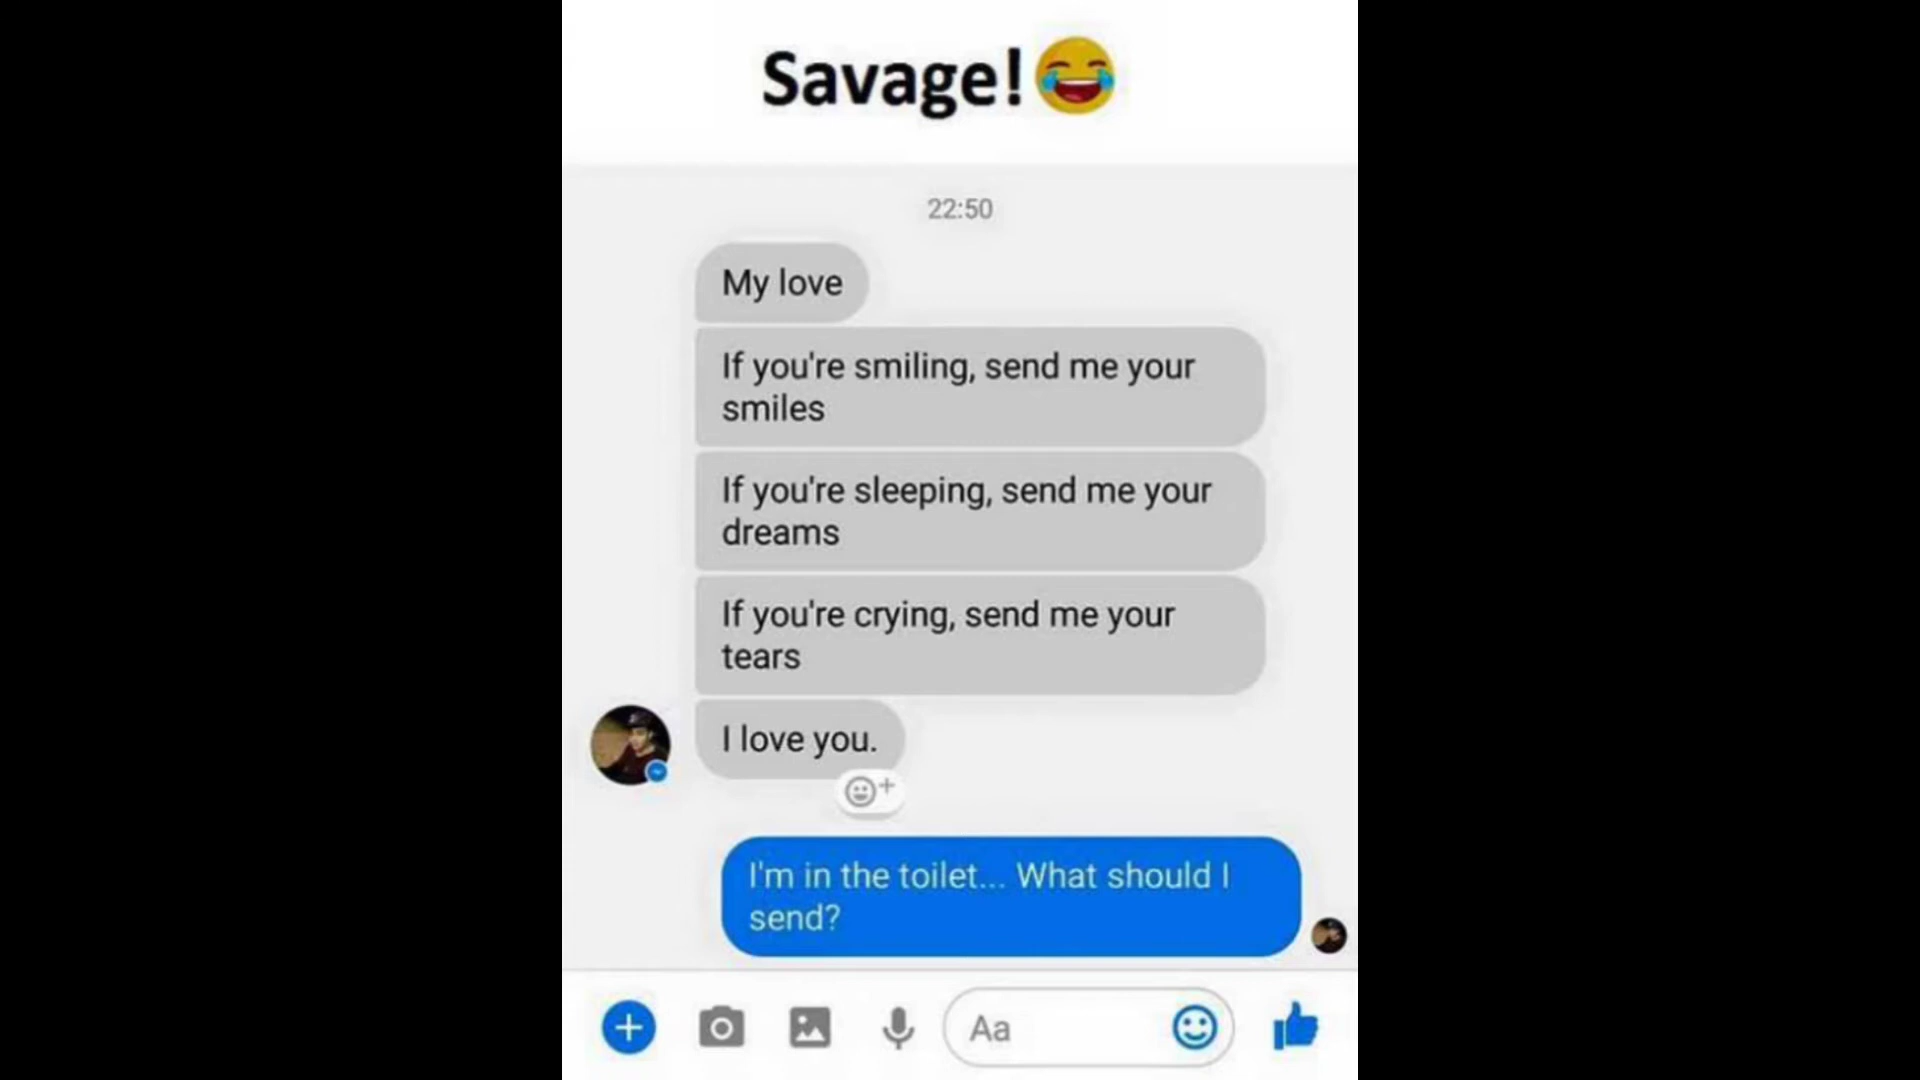 Savage!😂
22:50
My love
If you're smiling, send me your
smiles
If you're sleeping, send me your
dreams
If you're crying, send me your
tears
I love you.
I'm in the toilet... What should I
send?
Aa